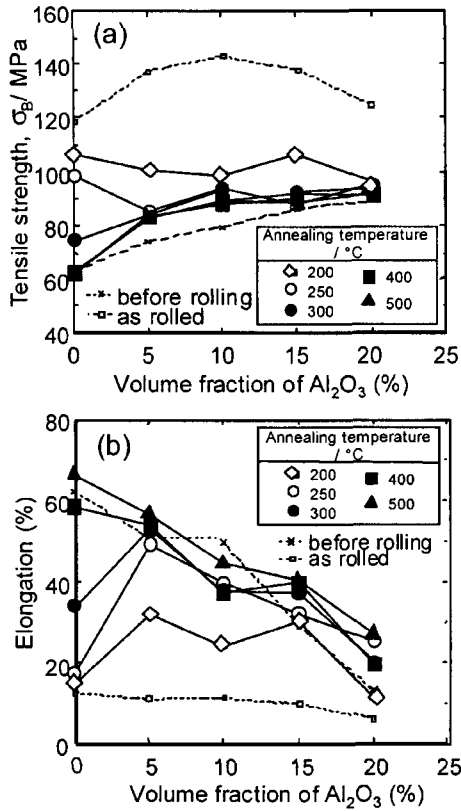 (a)
160
140
120
100
80
60
40
Tensile strength, σB/ MPa
Annealing temperature
/ °C
200
400
250
500
300
before rolling
as rolled
0
5
10
15
20
25
Volume fraction of Al2O3 (%)
(b)
80
60
40
20
0
Elongation (%)
Annealing temperature
/ °C
200
400
250
500
300
before rolling
as rolled
0
5
10
15
20
25
Volume fraction of Al2O3 (%)